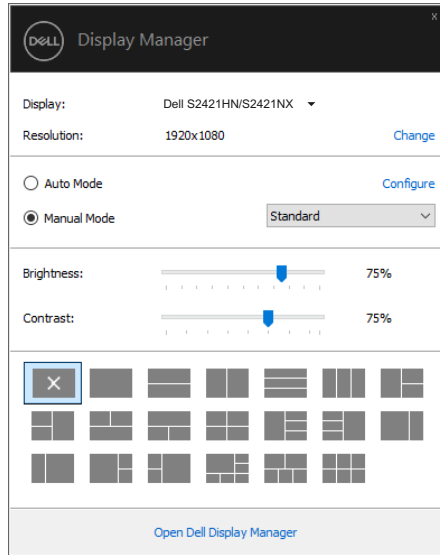 DELL Display Manager
x
Display: Dell S2421HN/S2421NX
Resolution: 1920x1080 Change
Auto Mode Configure
Manual Mode Standard
Brightness: 75%
Contrast: 75%
Open Dell Display Manager